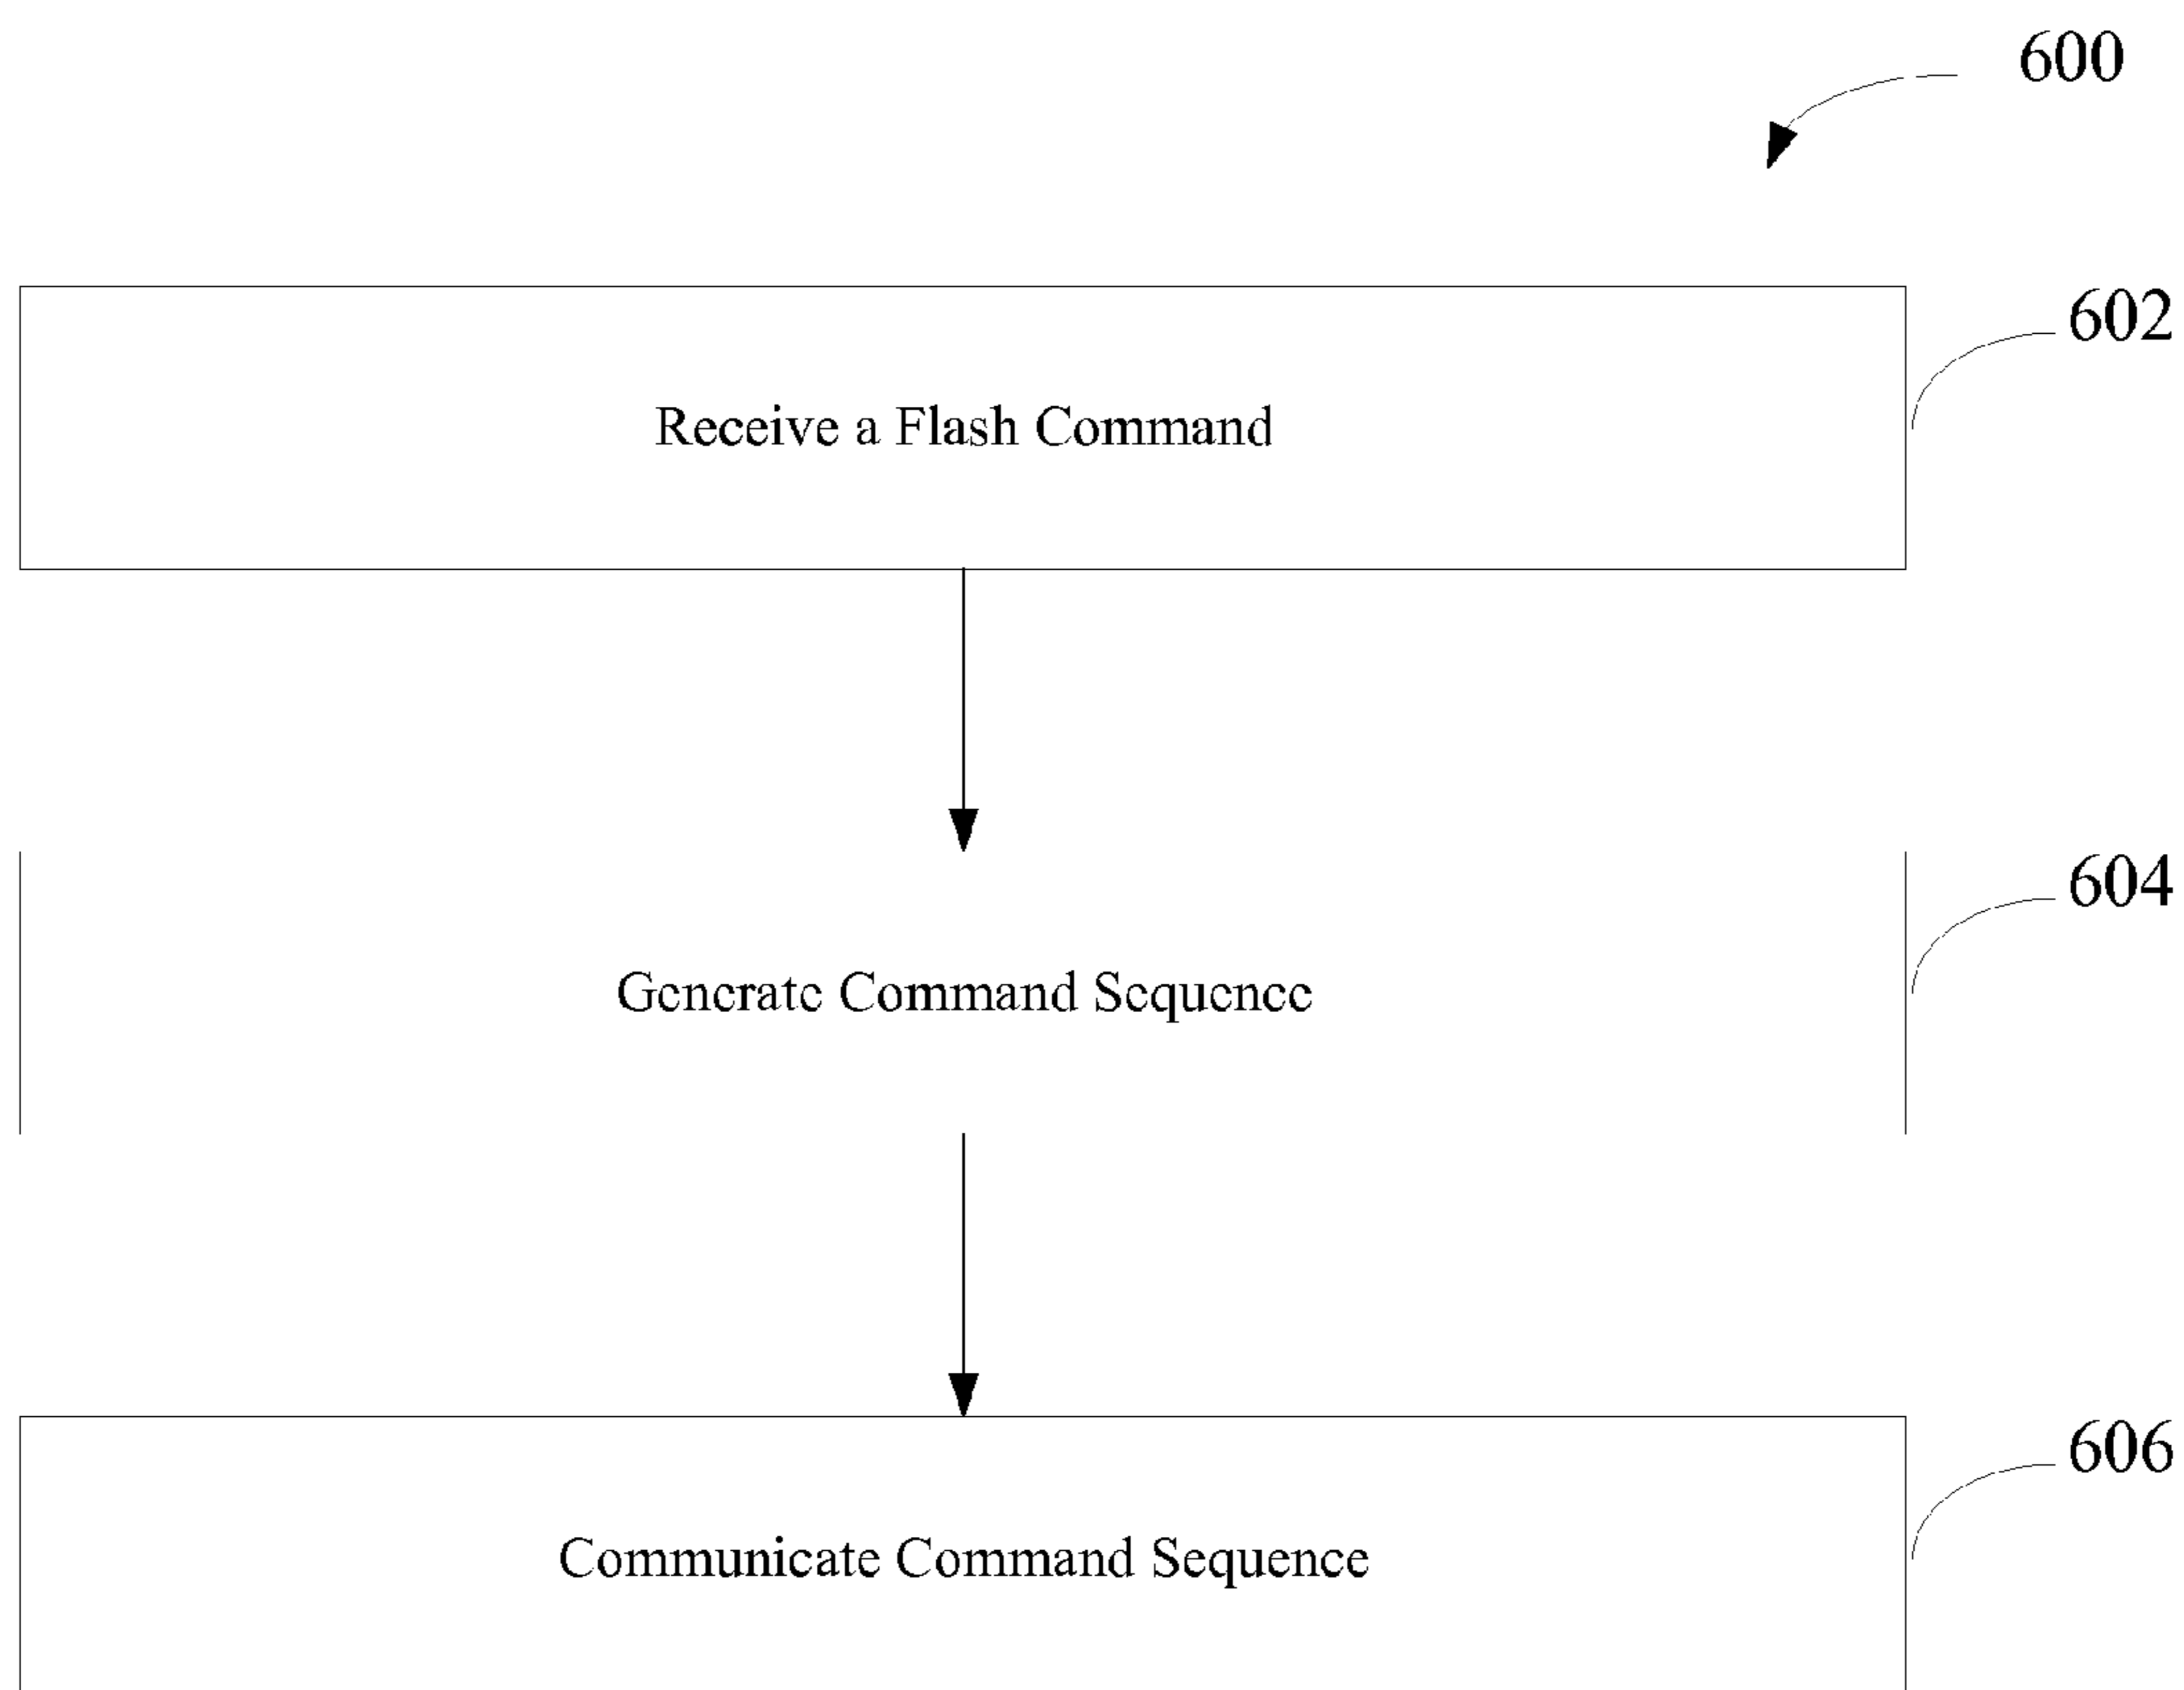 600
602
Receive a Flash Command
604
Generate Command Sequence
606
Communicate Command Sequence